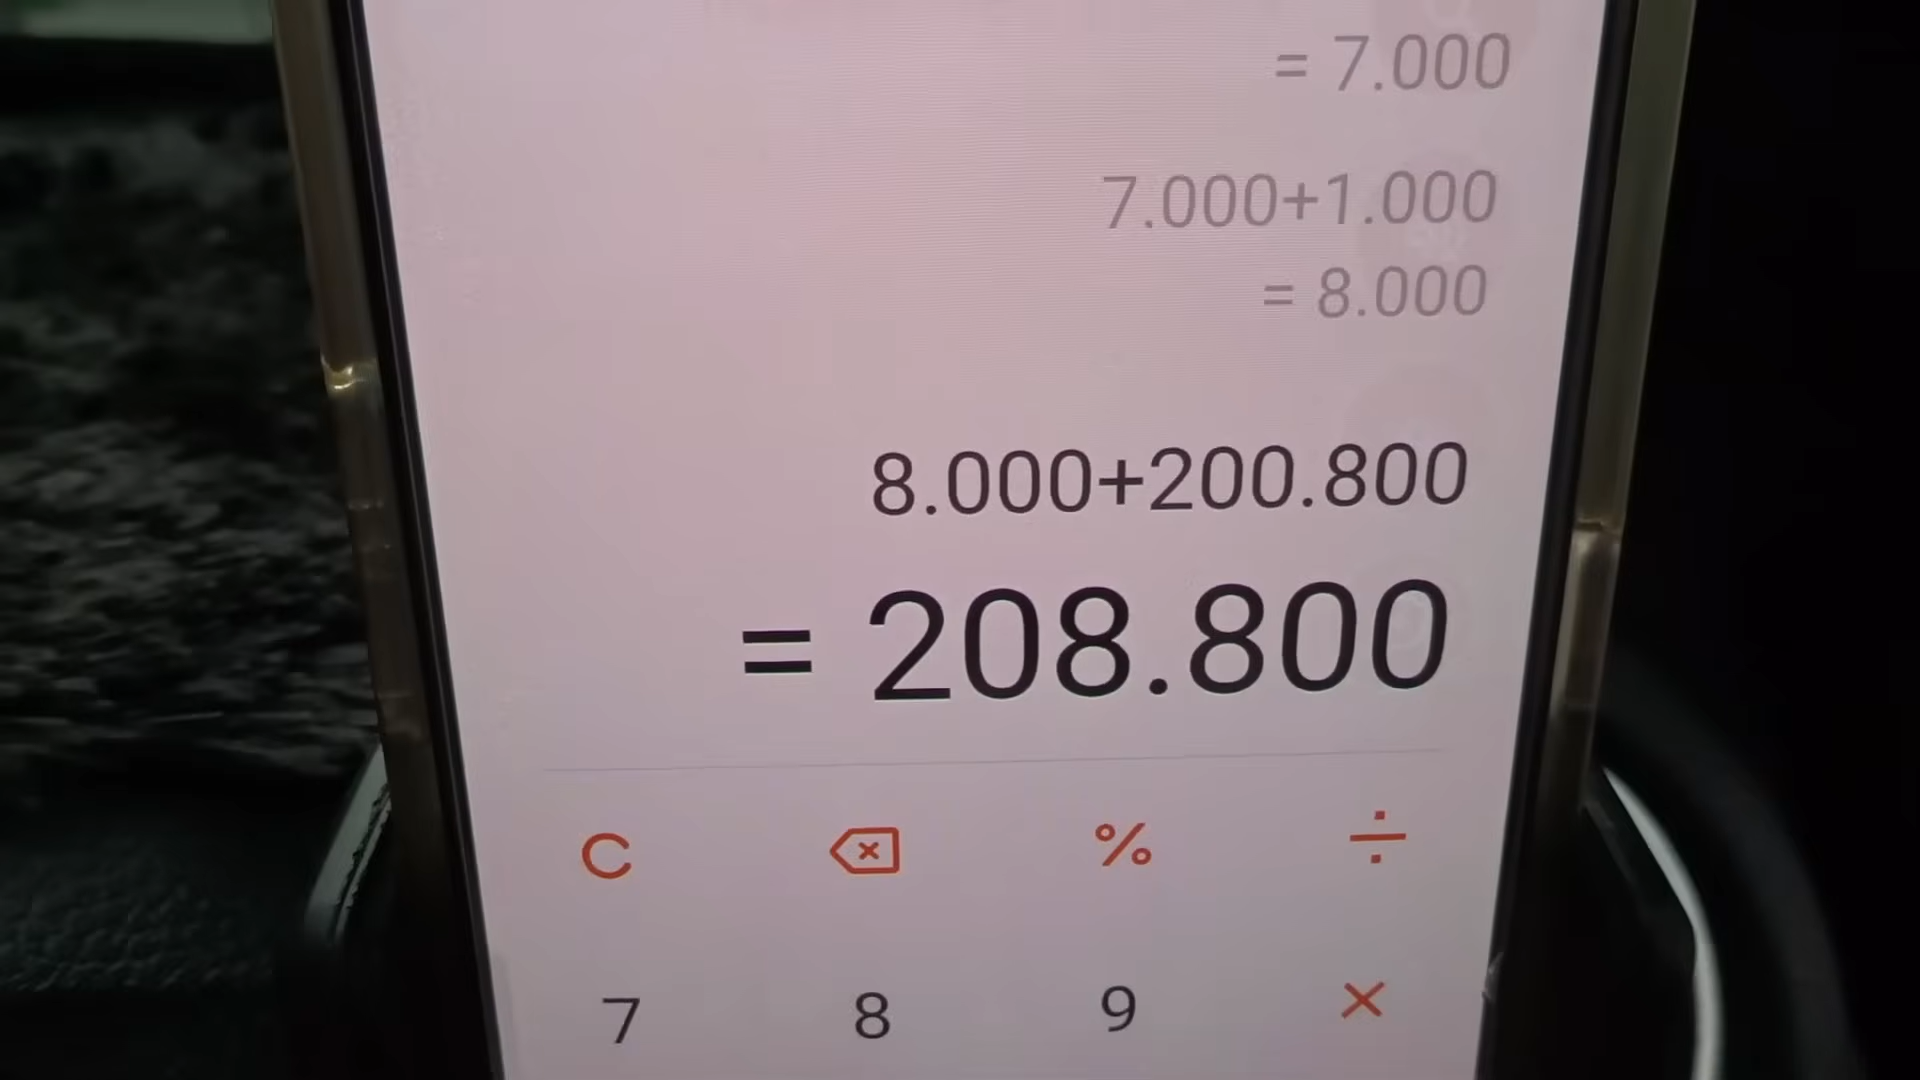 = 7.000
7.000+1.000
= 8.000
8.000+200.800
= 208.800
C % ÷
7 8 9 ×